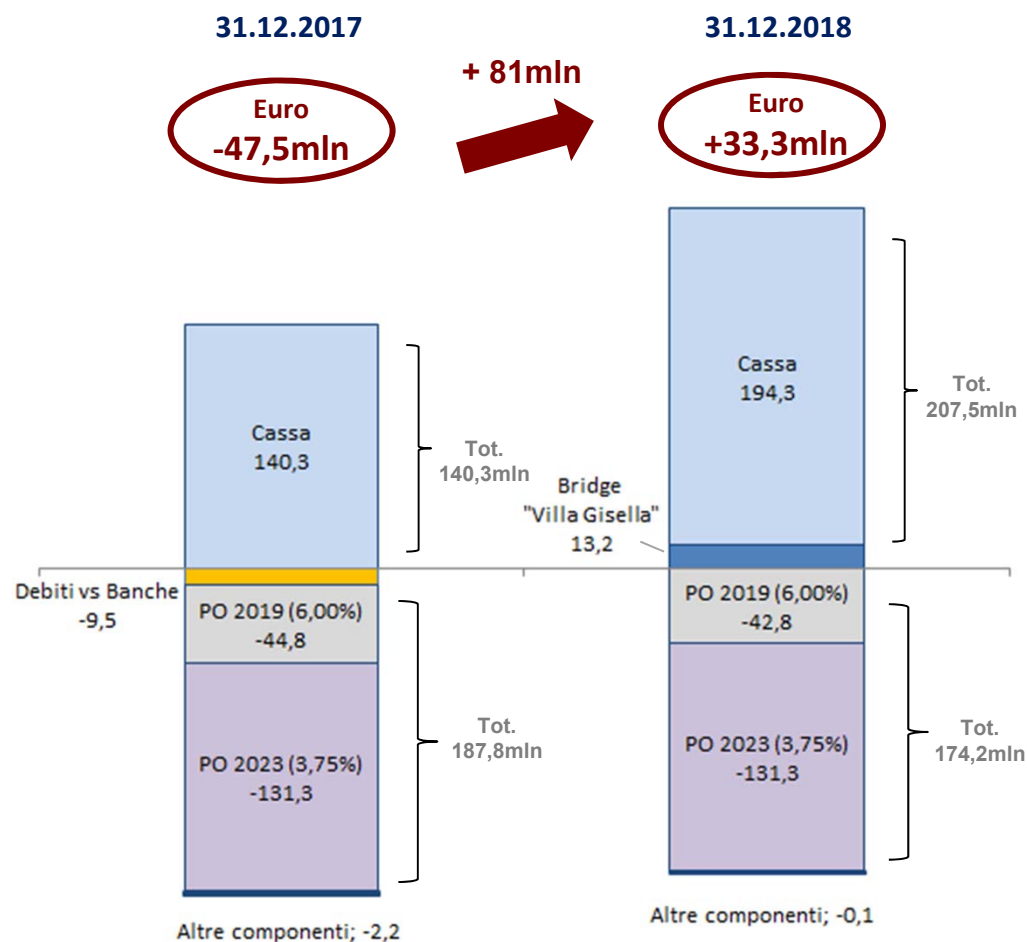 31.12.2017
31.12.2018
+ 81mln
Euro
-47,5mln
Euro
+33,3mln
Cassa
140,3
Tot.
140,3mln
Cassa
194,3
Tot.
207,5mln
Bridge
"Villa Gisella"
13,2
Debiti vs Banche
-9,5
PO 2019 (6,00%)
-44,8
PO 2019 (6,00%)
-42,8
PO 2023 (3,75%)
-131,3
Tot.
187,8mln
PO 2023 (3,75%)
-131,3
Tot.
174,2mln
Altre componenti; -2,2
Altre componenti; -0,1